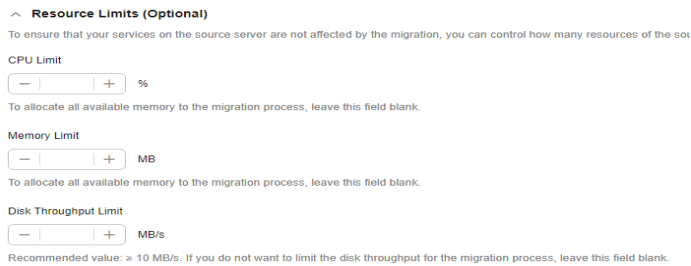 Resource Limits (Optional)
To ensure that your services on the source server are not affected by the migration, you can control how many resources of the
CPU Limit
%
To allocate all available memory to the migration process, leave this field blank.
Memory Limit
MB
To allocate all available memory to the migration process, leave this field blank.
Disk Throughput Limit
MB/s
Recommended value: ≥ 10 MB/s. If you do not want to limit the disk throughput for the migration process, leave this field blank.